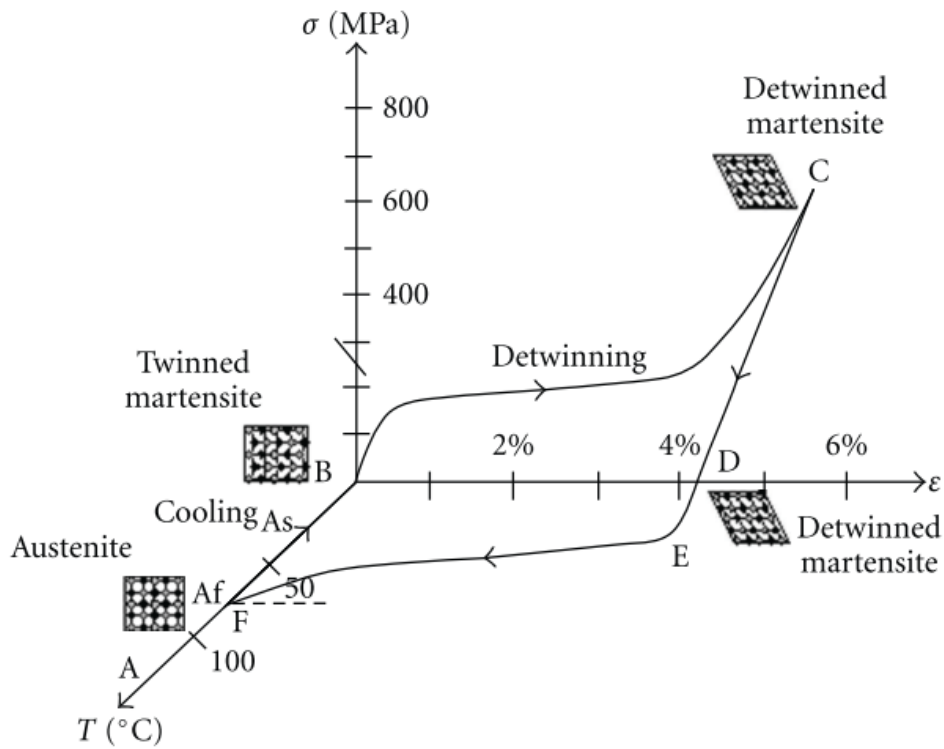 σ (MPa)
800
600
400
Detwinned
martensite
C
Detwinning
Twinned
martensite
B
2%
4%
6%
D
ε
Cooling
As
Austenite
Detwinned
martensite
E
Af
50
F
A
100
T (°C)